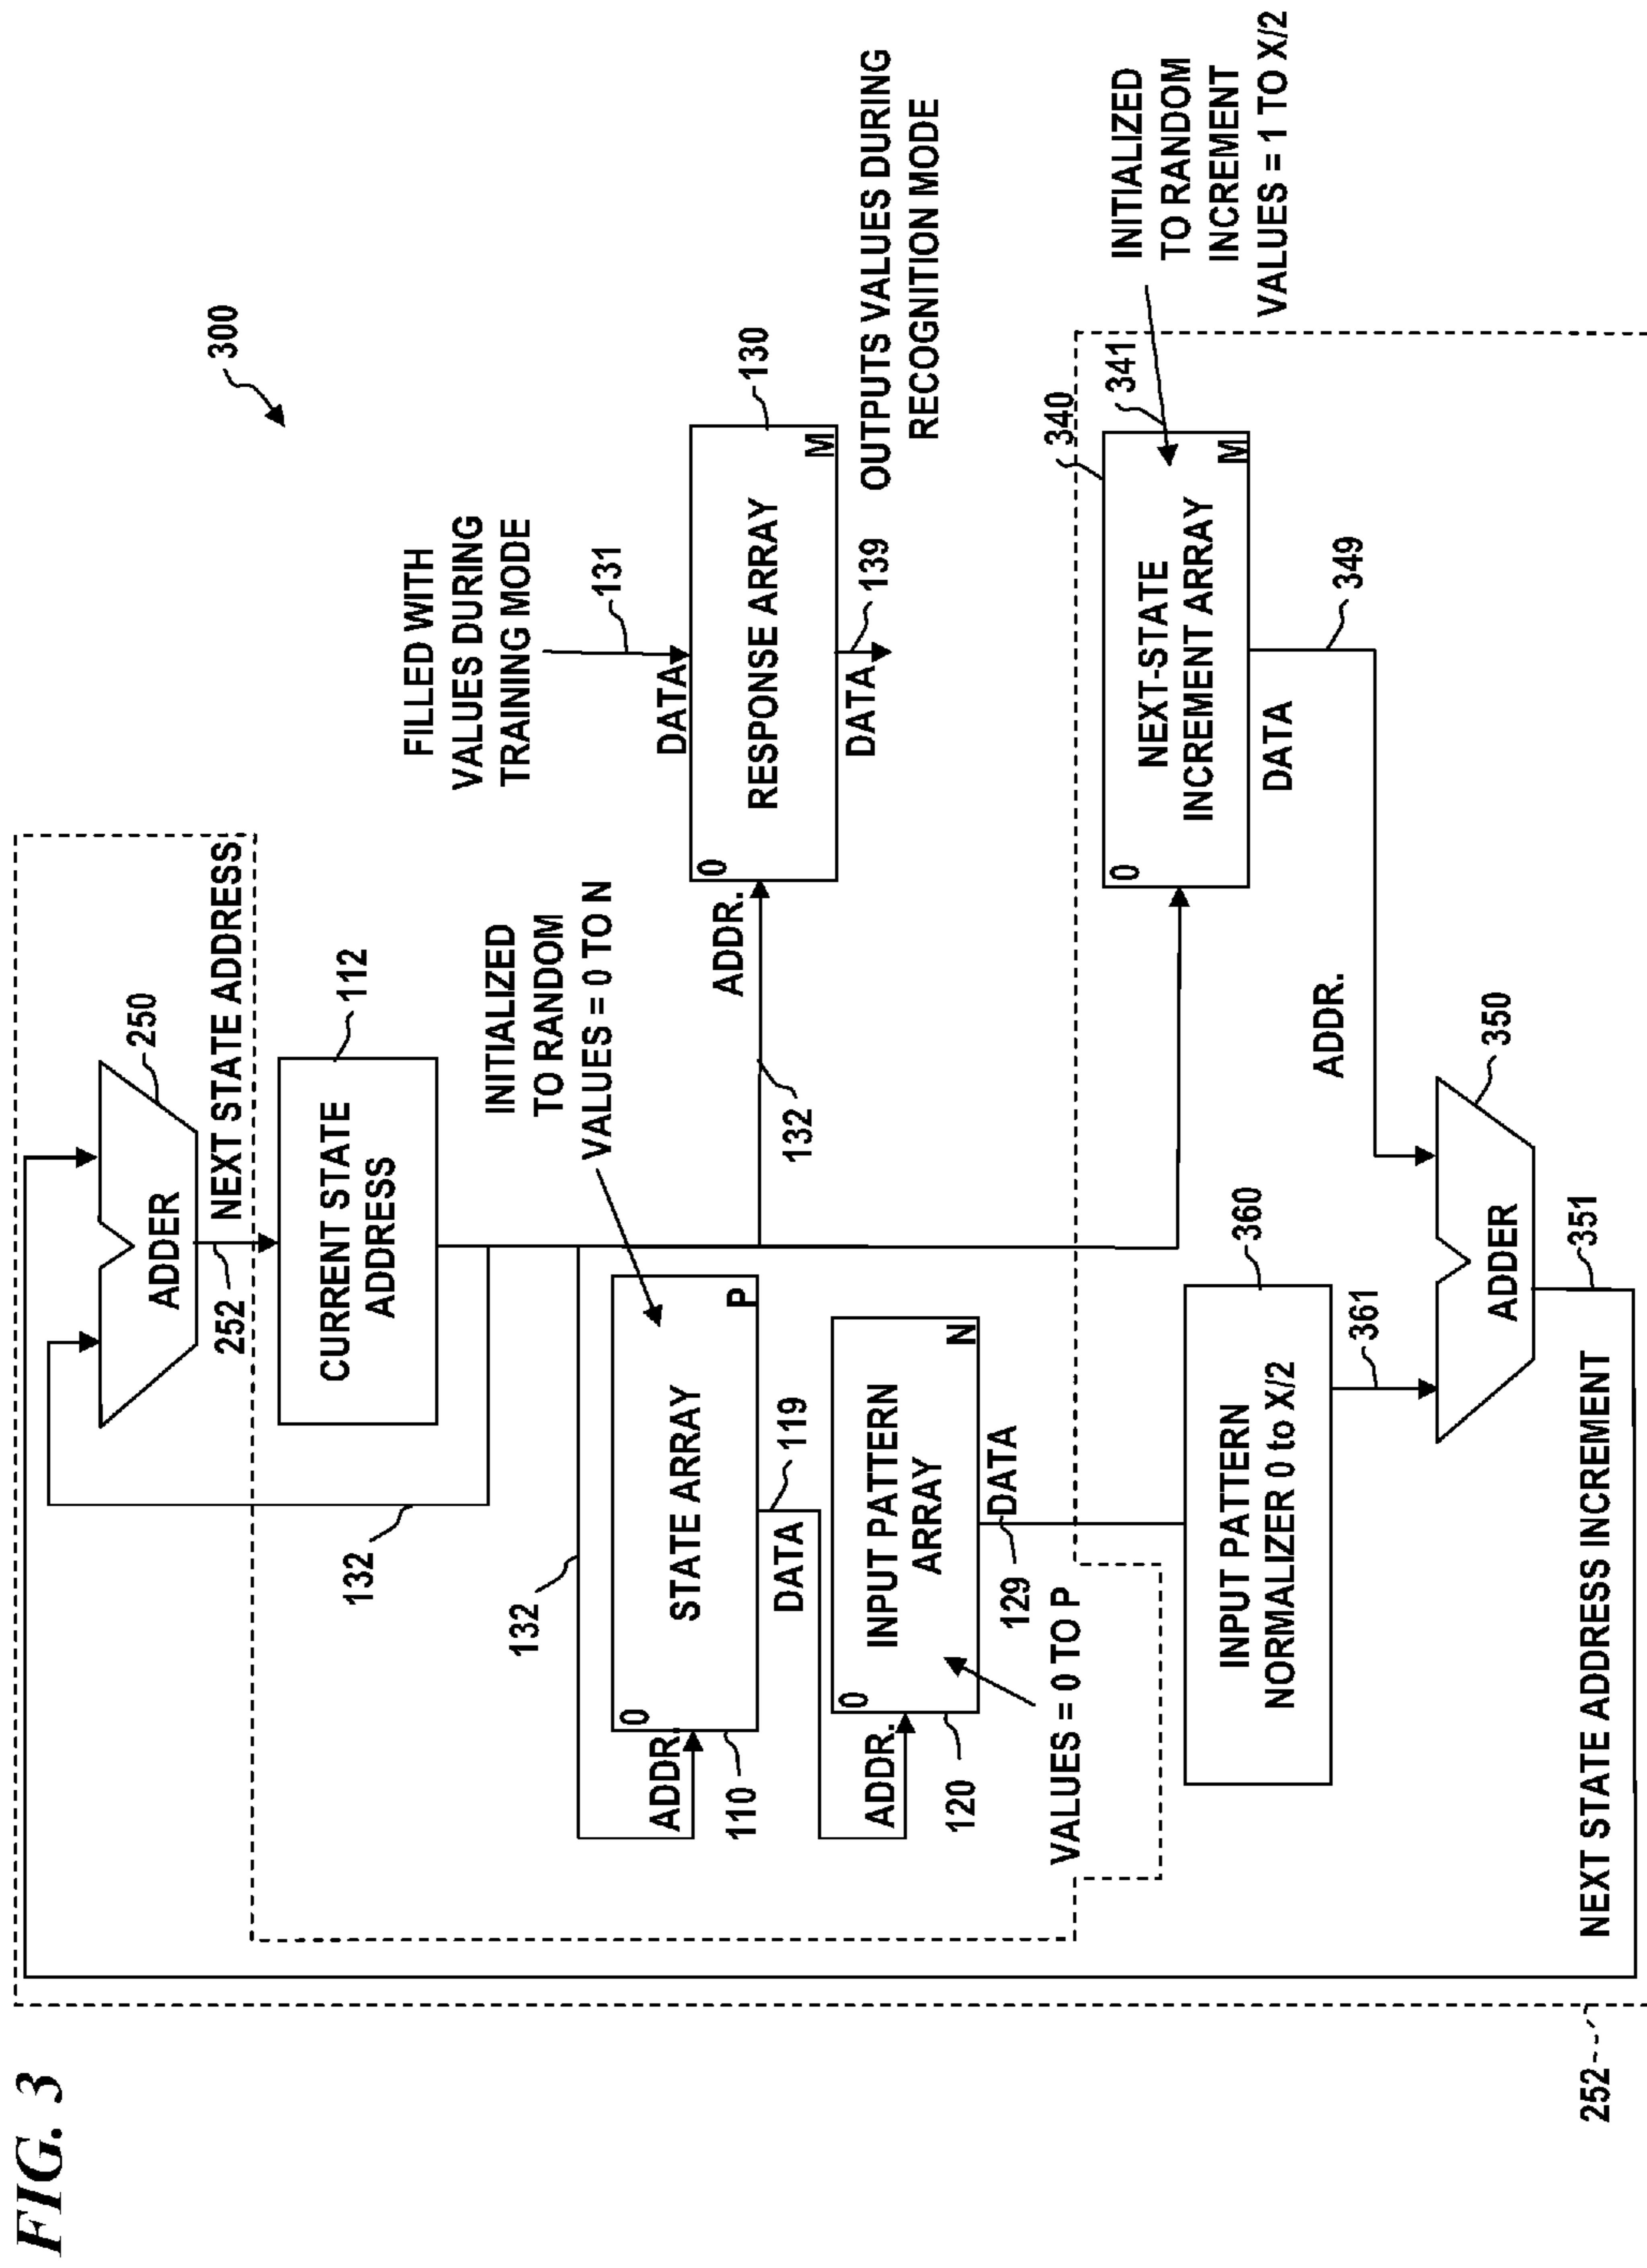 FIG. 3
300
ADDER
250
252
NEXT STATE ADDRESS
CURRENT STATE
ADDRESS
112
132
132
INITIALIZED
TO RANDOM
VALUES = 0 TO N
FILLED WITH
VALUES DURING
TRAINING MODE
131
DATA
0
RESPONSE ARRAY
M
130
ADDR.
132
DATA
139
OUTPUTS VALUES DURING
RECOGNITION MODE
0
STATE ARRAY
P
ADDR.
110
DATA
119
0
INPUT PATTERN
ARRAY
N
ADDR.
120
129
DATA
VALUES = 0 TO P
340
341
INITIALIZED
TO RANDOM
INCREMENT
VALUES = 1 TO X/2
0
NEXT-STATE
INCREMENT ARRAY
M
DATA
349
ADDR.
INPUT PATTERN
NORMALIZER 0 to X/2
360
361
ADDER
350
351
NEXT STATE ADDRESS INCREMENT
252